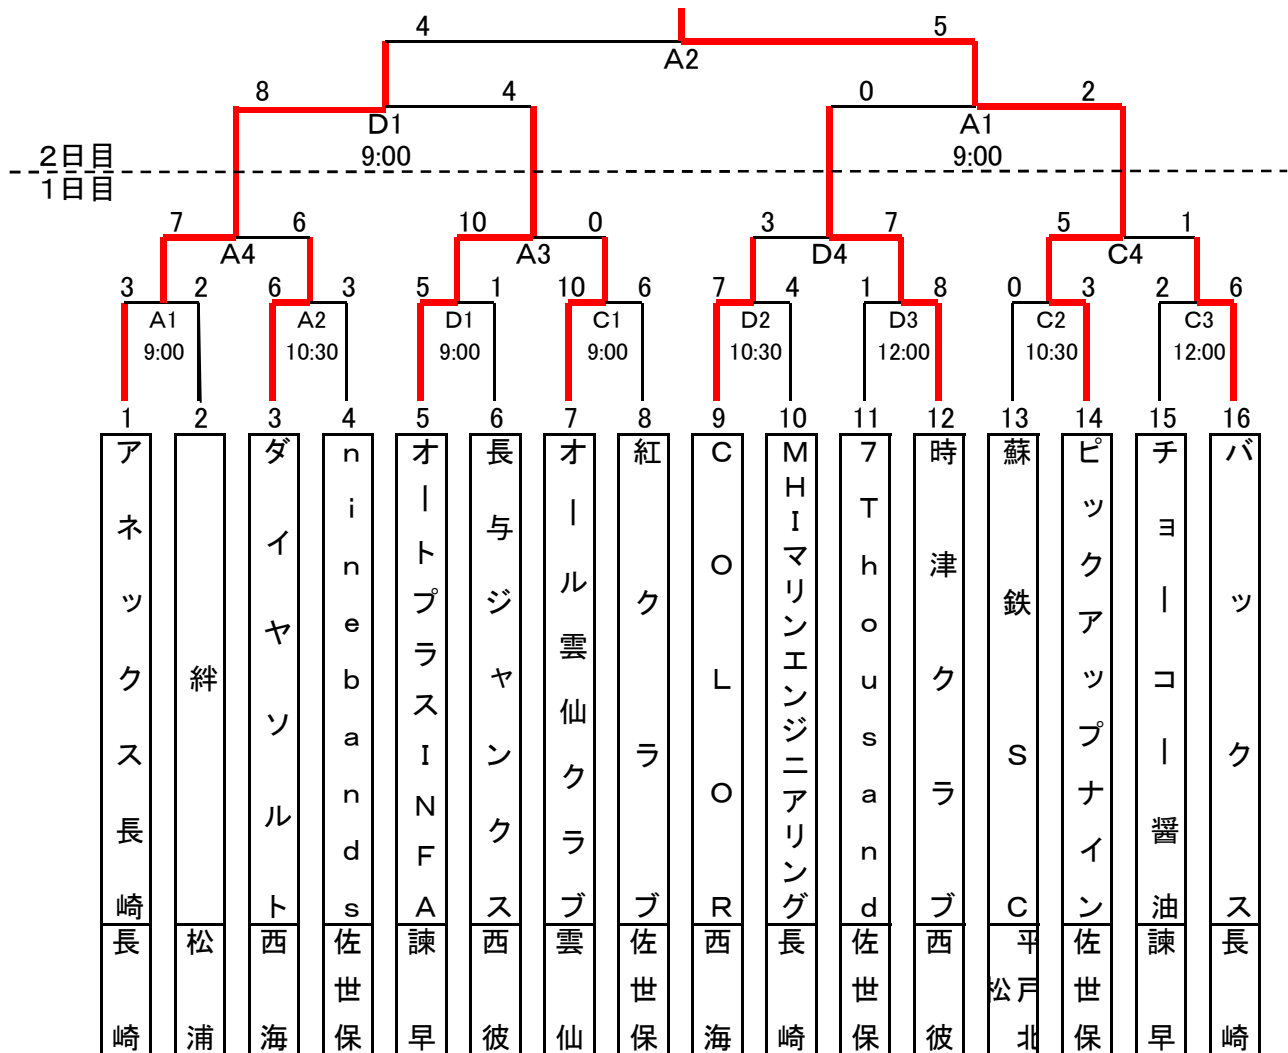 4 5
A2
8 4 0 2
D1 A1
2日目 9:00 9:00
1日目
7 6 10 0 3 7 5 1
A4 A3 D4 C4
3 2 6 3 5 1 10 6 7 4 1 8 0 3 2 6
A1 A2 D1 C1 D2 D3 C2 C3
9:00 10:30 9:00 9:00 10:30 12:00 10:30 12:00
1 2 3 4 5 6 7 8 9 10 11 12 13 14 15 16
アネックス長崎
絆
ダイヤソルト
ninebands
オートプラスINFA
長与ジャンクス
オール雲仙クラブ
紅クラブ
COLOR
MHIマリンエンジニアリング
7Thousand
時津クラブ
蘇鉄SC
ピックアップナイン
チョーコー醤油
バックス
長崎
松浦
西海
佐世保
諫早
西彼
雲仙
佐世保
西海
長崎
佐世保
西彼
平戸北松
佐世保
諫早
長崎